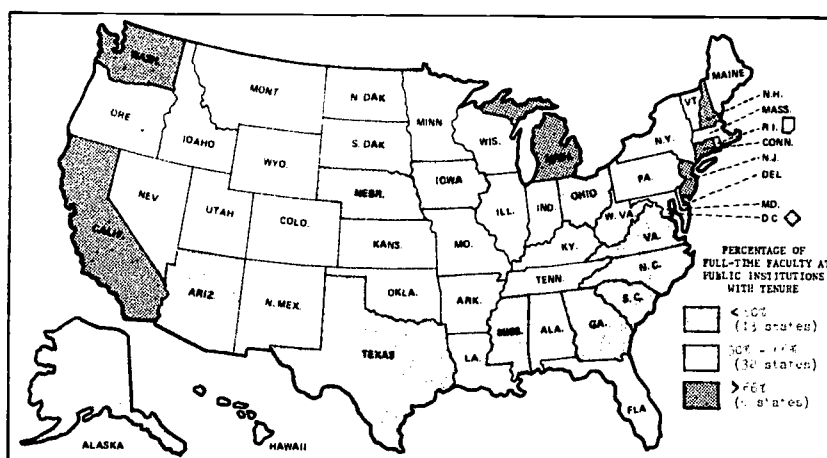 WASH.
MONT
N. DAK
MINN
MAINE
VT.
N.H.
MASS.
R I.
CONN.
N.J.
DEL
MD.
D C
ORE
IDAHO
S. DAK
WIS.
MICH.
N.Y.
WYO.
IOWA
PA.
NEBR.
NEV
UTAH
COLO.
ILL.
IND
OHIO
W. VA
VA.
CALIF.
KANS.
MO.
KY.
N. C.
TENN.
ARIZ
N. MEX.
OKLA.
ARK.
S. C.
MISS.
ALA.
GA.
TEXAS
LA.
FLA
ALASKA
HAWAII
PERCENTAGE OF
FULL-TIME FACULTY AT
PUBLIC INSTITUTIONS
WITH TENURE
<
states)
states)
>
states)